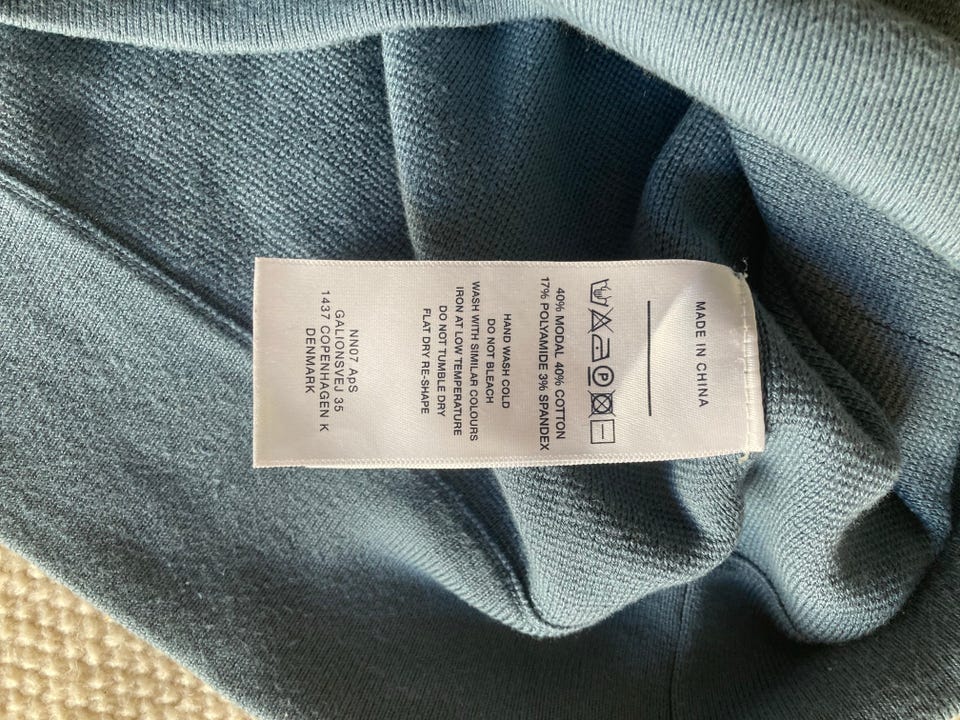 MADE IN CHINA
40% MODAL 40% COTTON
17% POLYAMIDE 3% SPANDEX
HAND WASH COLD
DO NOT BLEACH
WASH WITH SIMILAR COLOURS
IRON AT LOW TEMPERATURE
DO NOT TUMBLE DRY
FLAT DRY RE-SHAPE
NN07 ApS
GALIONSVEJ 35
1437 COPENHAGEN K
DENMARK